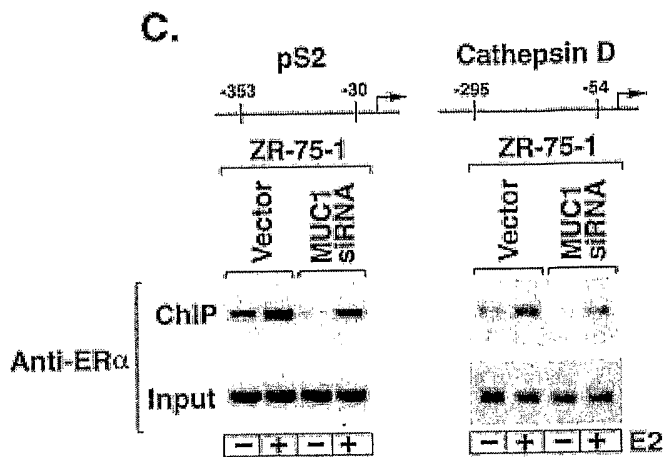 C.
pS2 Cathepsin D
-353 -30 -295 -54
ZR-75-1 ZR-75-1
Vector MUC1 siRNA Vector MUC1 siRNA
ChIP
Anti-ERα
Input
- + - + - + - + E2